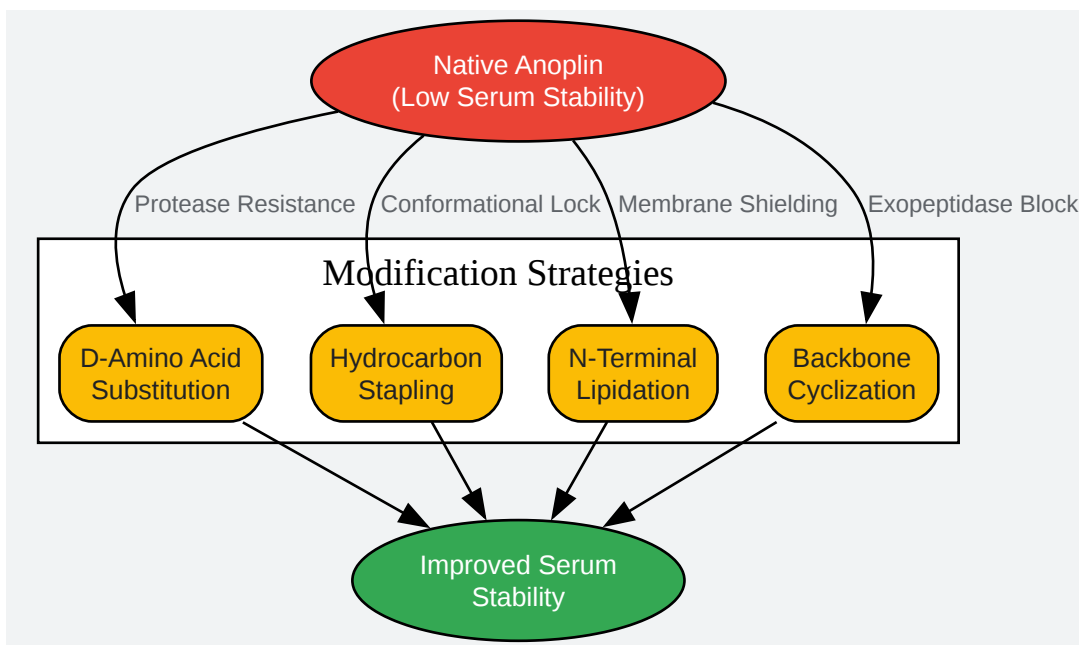 Native Anoplin
(Low Serum Stability)
Protease Resistance
Conformational Lock
Membrane Shielding
Exopeptidase Block
Modification Strategies
D-Amino Acid
Substitution
Hydrocarbon
Stapling
N-Terminal
Lipidation
Backbone
Cyclization
Improved Serum
Stability